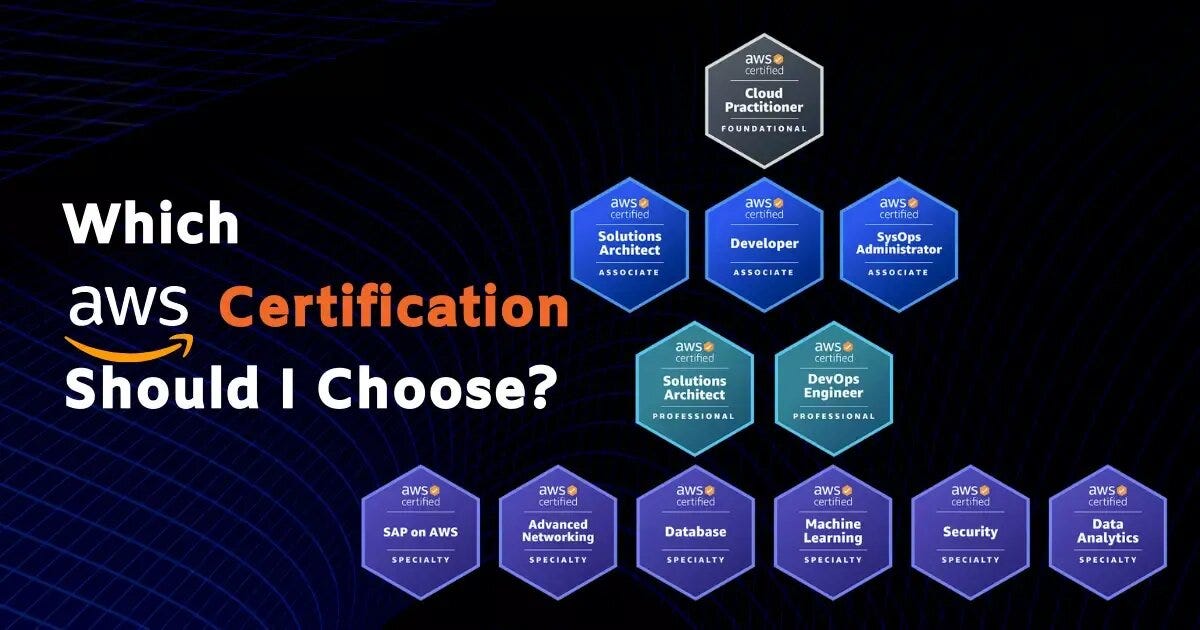 Which
aws Certification
Should I Choose?
aws
certified
Cloud
Practitioner
FOUNDATIONAL
aws
certified
Solutions
Architect
ASSOCIATE
aws
certified
Developer
ASSOCIATE
aws
certified
SysOps
Administrator
ASSOCIATE
aws
certified
Solutions
Architect
PROFESSIONAL
aws
certified
DevOps
Engineer
PROFESSIONAL
aws
certified
SAP on AWS
SPECIALTY
aws
certified
Advanced
Networking
SPECIALTY
aws
certified
Database
SPECIALTY
aws
certified
Machine
Learning
SPECIALTY
aws
certified
Security
SPECIALTY
aws
certified
Data
Analytics
SPECIALTY